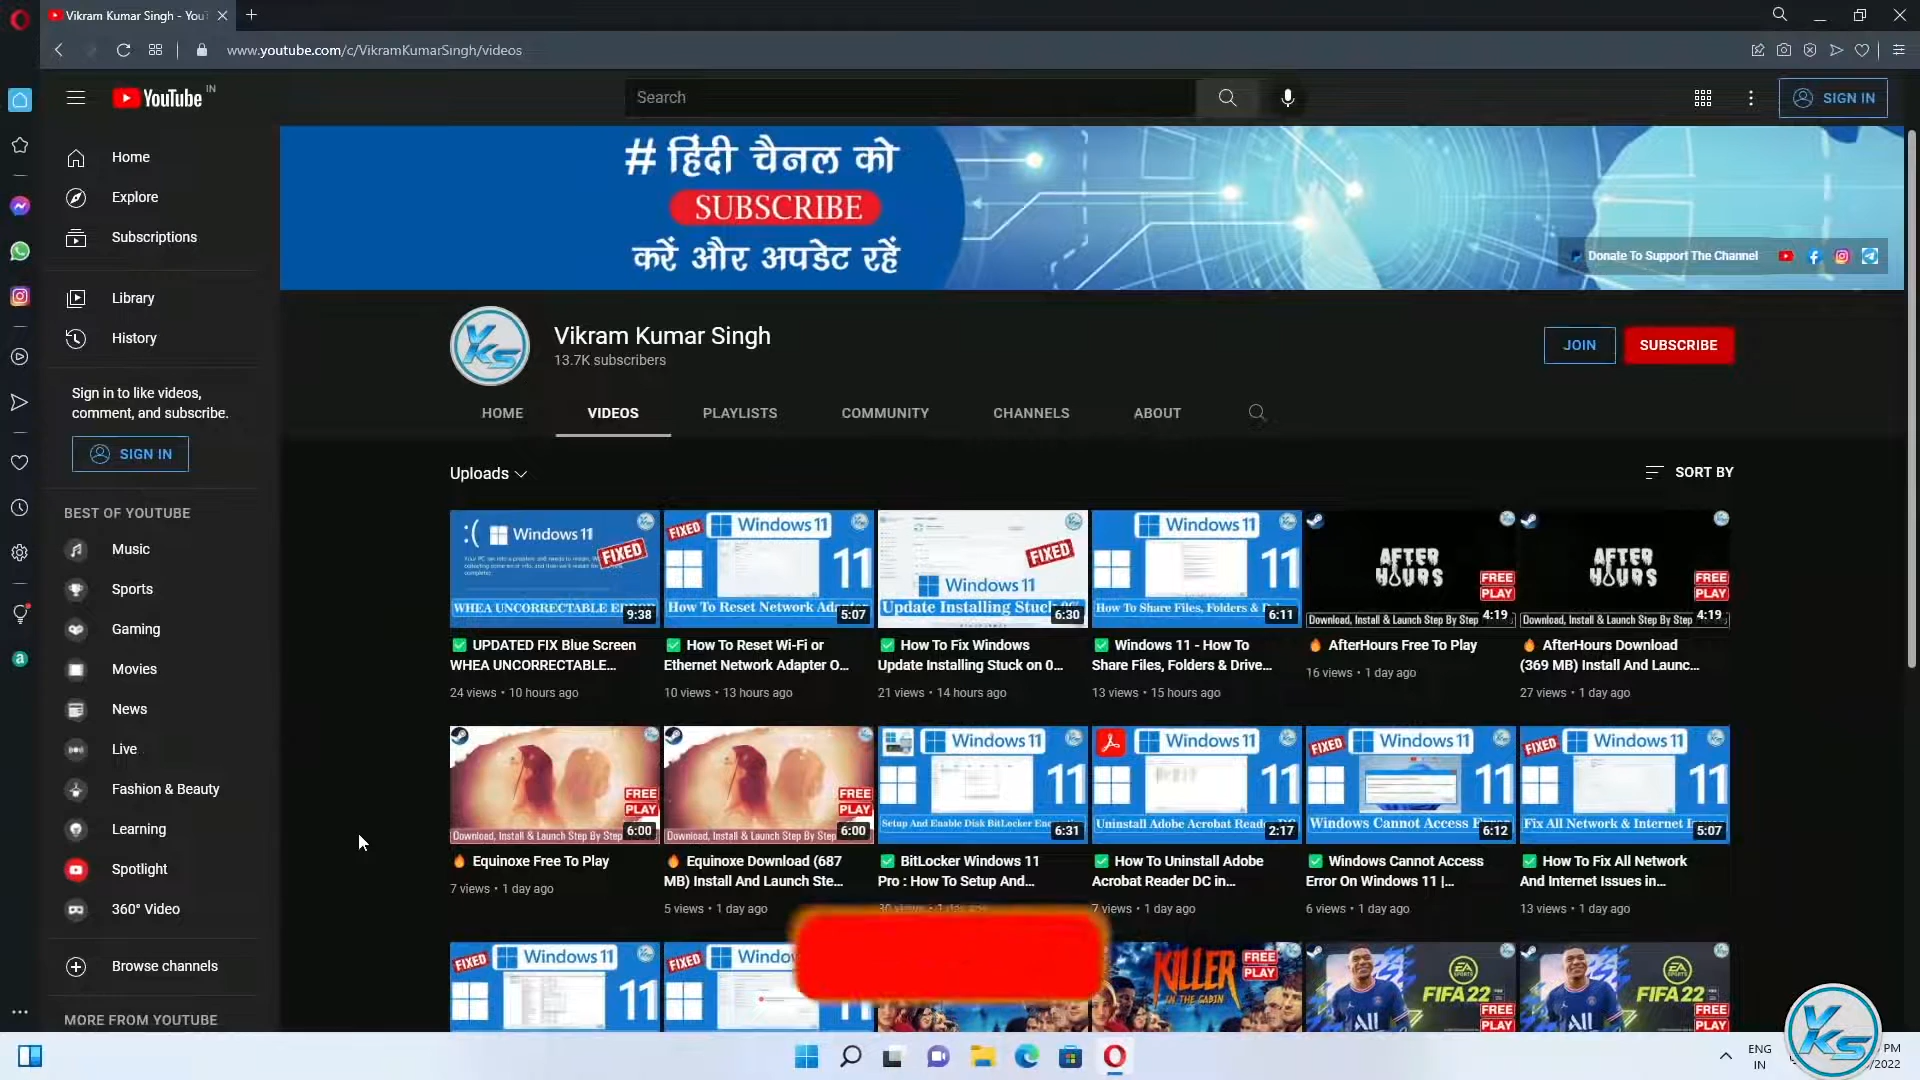 Vikram Kumar Singh - YouT
www.youtube.com/c/VikramKumarSingh/videos
YouTube IN
Search
SIGN IN
Home
Explore
Subscriptions
Library
History
Sign in to like videos,
comment, and subscribe.
SIGN IN
BEST OF YOUTUBE
Music
Sports
Gaming
Movies
News
Live
Fashion & Beauty
Learning
Spotlight
360° Video
Browse channels
MORE FROM YOUTUBE
# हिंदी चैनल को
SUBSCRIBE
करें और अपडेट रहें
Donate To Support The Channel
VKS
Vikram Kumar Singh
13.7K subscribers
JOIN
SUBSCRIBE
HOME
VIDEOS
PLAYLISTS
COMMUNITY
CHANNELS
ABOUT
Uploads
SORT BY
:( Windows 11
FIXED
WHEA UNCORRECTABLE
9:38
✅ UPDATED FIX Blue Screen
WHEA UNCORRECTABLE...
24 views • 10 hours ago
FIXED Windows 11
11
How To Reset Network
5:07
✅ How To Reset Wi-Fi or
Ethernet Network Adapter O...
10 views • 13 hours ago
FIXED
Windows 11
Update Installing Stuck
6:30
✅ How To Fix Windows
Update Installing Stuck on 0...
21 views • 14 hours ago
Windows 11
11
How To Share Files, Folders &
6:11
✅ Windows 11 - How To
Share Files, Folders & Drive...
13 views • 15 hours ago
AFTER
HOURS
FREE
PLAY
Download, Install & Launch Step By Step
4:19
🔥 AfterHours Free To Play
16 views • 1 day ago
AFTER
HOURS
FREE
PLAY
Download, Install & Launch Step By Step
4:19
🔥 AfterHours Download
(369 MB) Install And Launc...
27 views • 1 day ago
FREE
PLAY
Download, Install & Launch Step By Step
6:00
🔥 Equinoxe Free To Play
7 views • 1 day ago
FREE
PLAY
Download, Install & Launch Step By Step
6:00
🔥 Equinoxe Download (687
MB) Install And Launch Ste...
5 views • 1 day ago
Windows 11
11
Setup And Enable Disk BitLocker
6:31
✅ BitLocker Windows 11
Pro : How To Setup And...
Windows 11
11
Uninstall Adobe Acrobat
2:17
✅ How To Uninstall Adobe
Acrobat Reader DC in...
7 views • 1 day ago
FIXED Windows 11
11
Windows Cannot Access
6:12
✅ Windows Cannot Access
Error On Windows 11 |...
6 views • 1 day ago
FIXED Windows 11
11
Fix All Network & Internet
5:07
✅ How To Fix All Network
And Internet Issues in...
13 views • 1 day ago
FIXED Windows 11
11
FIXED
KILLER
IN THE CABIN
FREE
PLAY
EA
SPORTS
FIFA 22
FREE
PLAY
EA
SPORTS
FIFA 22
FREE
PLAY
ENG
IN
PM
/2022
VKS